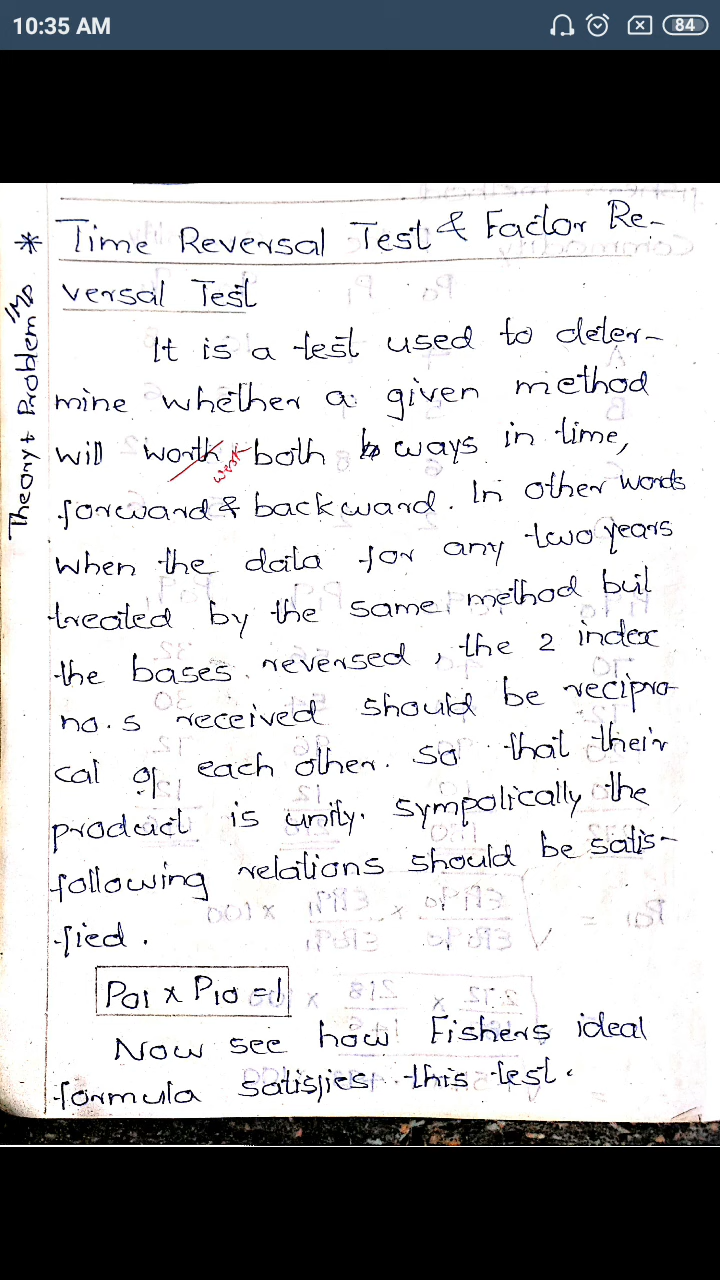 10:35 AM
84
* Time Reversal Test & Factor Re-
versal Test
Theory + Problem
It is a test used to deter-
mine whether a given method
will worth both ways in time,
work
forward & backward. In other words
when the data for any two years
treated by the same method but
the bases reversed, the 2 index
no.s received should be recipro
cal of each other. so that their
product is unity. sympolically the
following relations should be satis-
fied.
P01 x P10 = 1
Now see how Fishers ideal
formula satisfies this test.